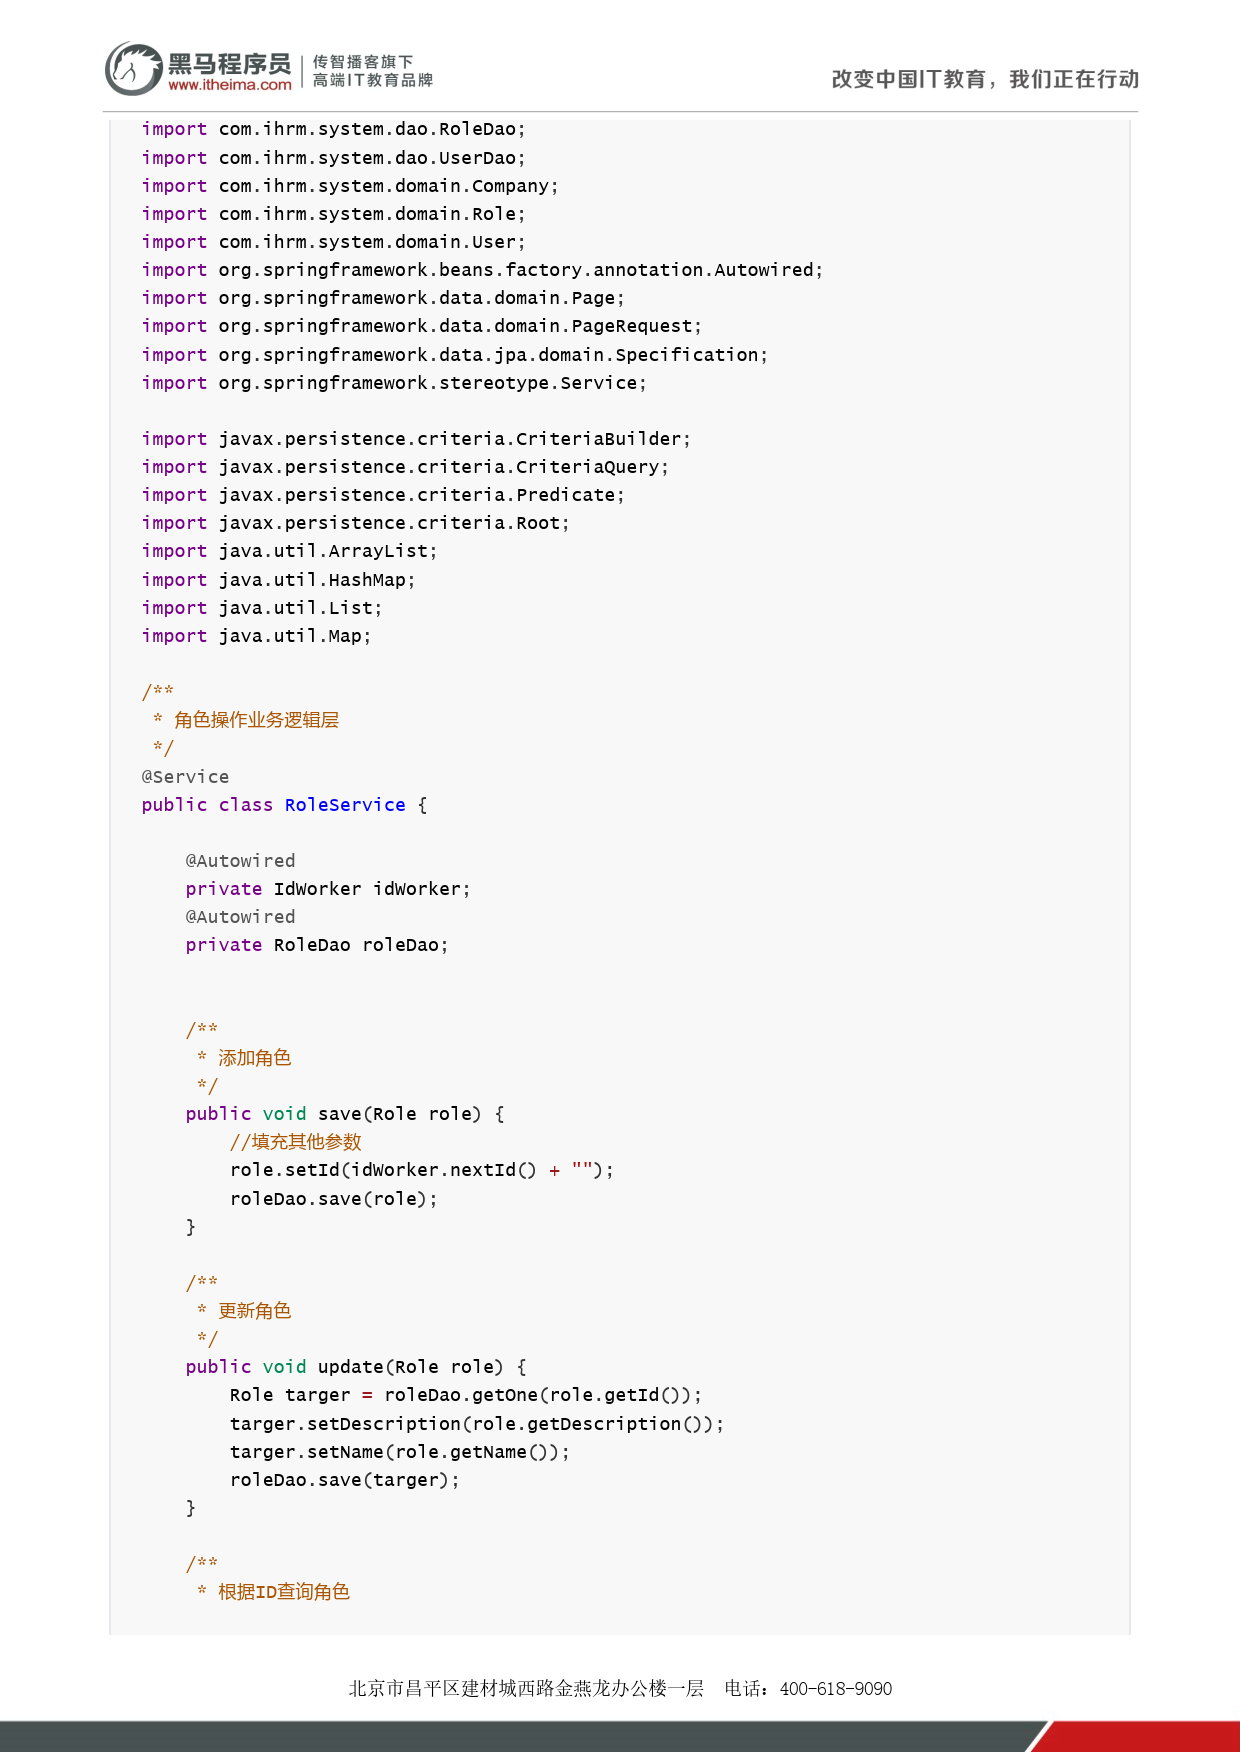 黑马程序员
www.itheima.com
传智播客旗下
高端IT教育品牌
改变中国IT教育，我们正在行动
import com.ihrm.system.dao.RoleDao;
import com.ihrm.system.dao.UserDao;
import com.ihrm.system.domain.Company;
import com.ihrm.system.domain.Role;
import com.ihrm.system.domain.User;
import org.springframework.beans.factory.annotation.Autowired;
import org.springframework.data.domain.Page;
import org.springframework.data.domain.PageRequest;
import org.springframework.data.jpa.domain.Specification;
import org.springframework.stereotype.Service;
import javax.persistence.criteria.CriteriaBuilder;
import javax.persistence.criteria.CriteriaQuery;
import javax.persistence.criteria.Predicate;
import javax.persistence.criteria.Root;
import java.util.ArrayList;
import java.util.HashMap;
import java.util.List;
import java.util.Map;
/**
 * 角色操作业务逻辑层
 */
@Service
public class RoleService {
    @Autowired
    private IdWorker idWorker;
    @Autowired
    private RoleDao roleDao;
    /**
     * 添加角色
     */
    public void save(Role role) {
        //填充其他参数
        role.setId(idWorker.nextId() + "");
        roleDao.save(role);
    }
    /**
     * 更新角色
     */
    public void update(Role role) {
        Role targer = roleDao.getOne(role.getId());
        targer.setDescription(role.getDescription());
        targer.setName(role.getName());
        roleDao.save(targer);
    }
    /**
     * 根据ID查询角色
北京市昌平区建材城西路金燕龙办公楼一层 电话：400-618-9090